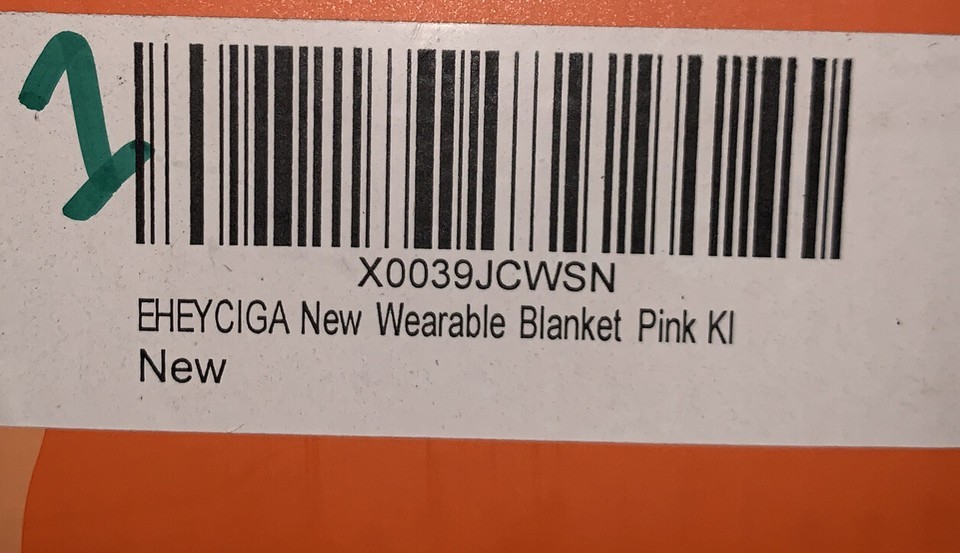 1
X0039JCWSN
EHEYCIGA New Wearable Blanket Pink KI
New